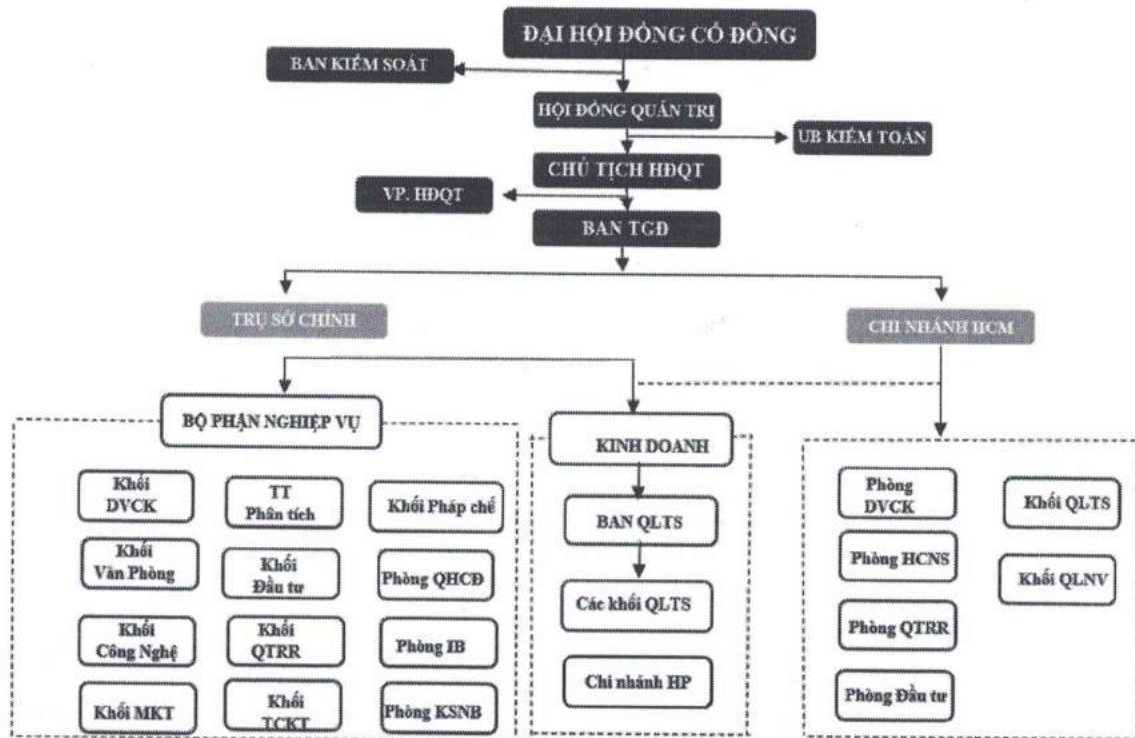 ĐẠI HỘI ĐỒNG CỔ ĐÔNG
BAN KIỂM SOÁT
HỘI ĐỒNG QUẢN TRỊ
UB KIỂM TOÁN
CHỦ TỊCH HĐQT
VP. HĐQT
BAN TGĐ
TRỤ SỞ CHÍNH
CHI NHÁNH HCM
BỘ PHẬN NGHIỆP VỤ
Khối
DVCK
TT
Phân tích
Khối Pháp chế
Khối
Văn Phòng
Khối
Đầu tư
Phòng QHCĐ
Khối
Công Nghệ
Khối
QTRR
Phòng IB
Khối MKT
Khối
TCKT
Phòng KSNB
KINH DOANH
BAN QLTS
Các khối QLTS
Chi nhánh HP
Phòng
DVCK
Khối QLTS
Phòng HCNS
Khối QLNV
Phòng QTRR
Phòng Đầu tư